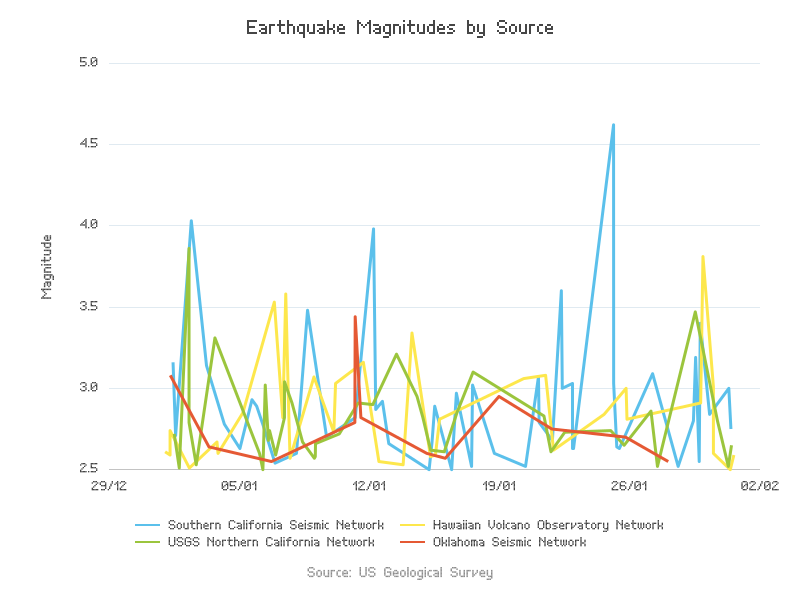 Earthquake Magnitudes by Source
5.0
4.5
4.0
3.5
3.0
2.5
Magnitude
29/12 05/01 12/01 19/01 26/01 02/02
Southern California Seismic Network Hawaiian Volcano Observatory Network
USGS Northern California Network Oklahoma Seismic Network
Source: US Geological Survey